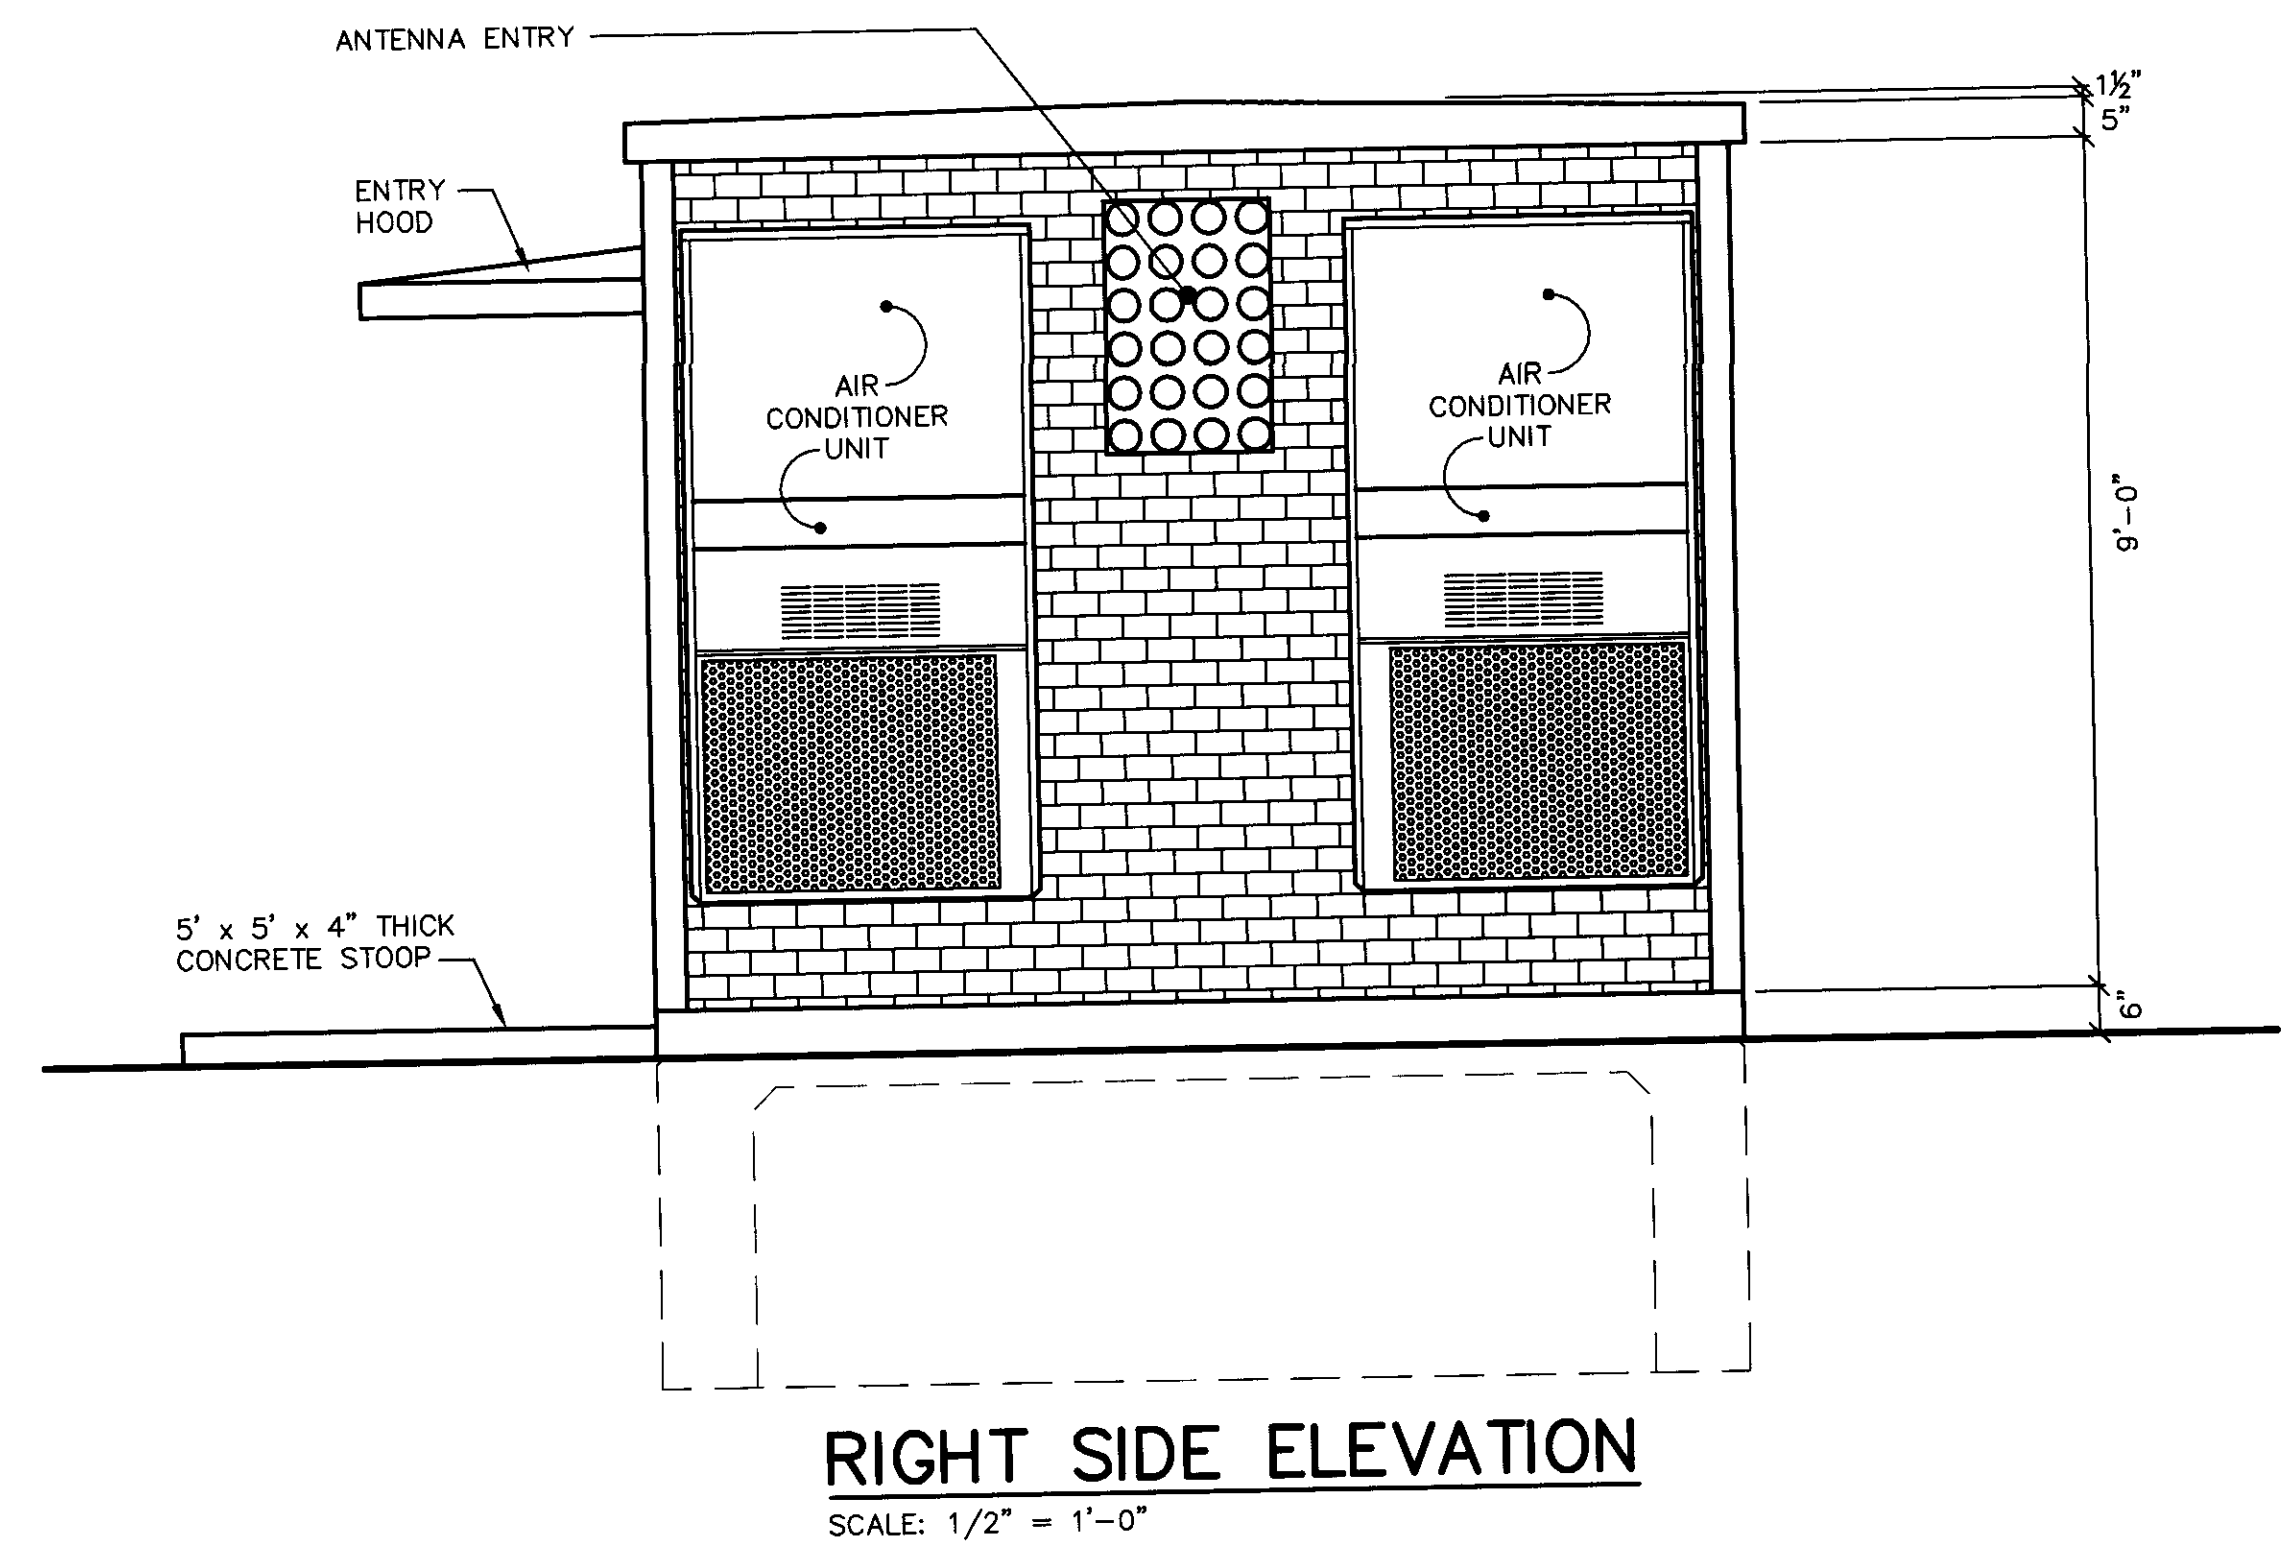 ANTENNA ENTRY
1½"
5"
ENTRY
HOOD
AIR
CONDITIONER
UNIT
AIR
CONDITIONER
UNIT
9'-0"
5' x 5' x 4" THICK
CONCRETE STOOP
6"
RIGHT SIDE ELEVATION
SCALE: 1/2" = 1'-0"